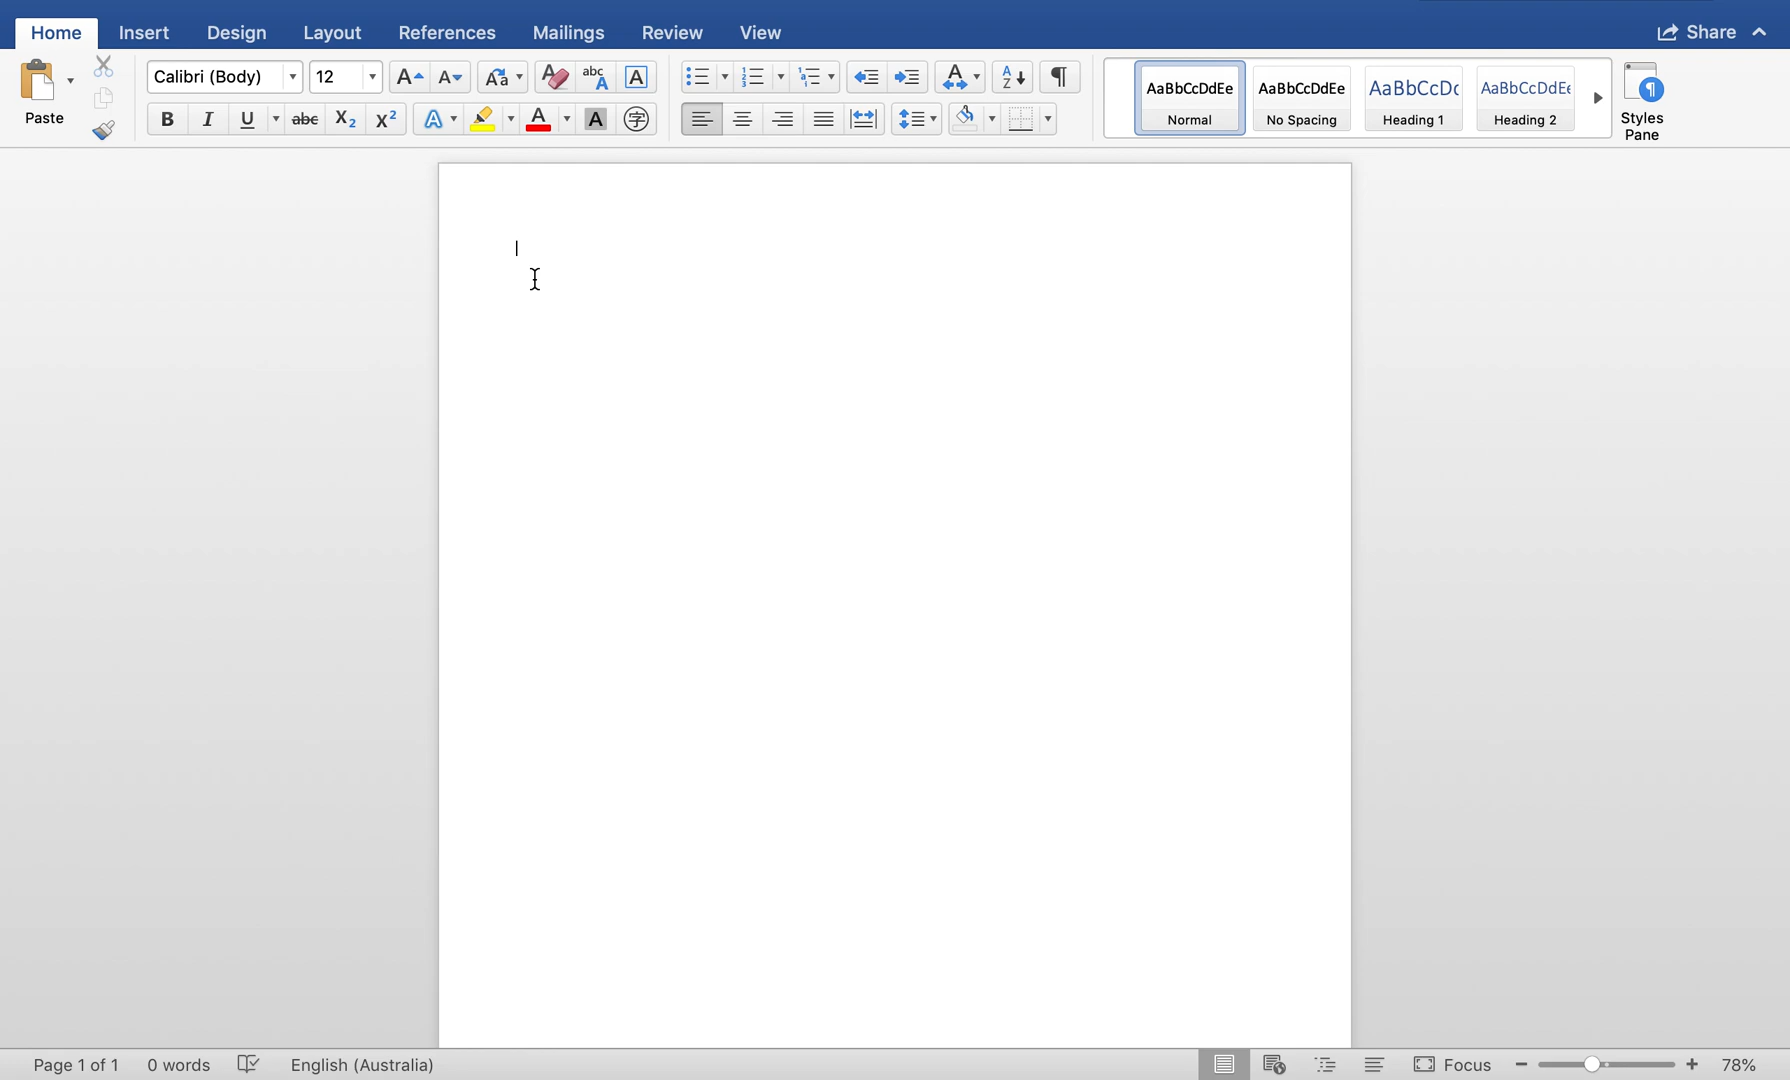 Home Insert Design Layout References Mailings Review View Share
Calibri (Body) 12
Paste
AaBbCcDdEe AaBbCcDdEe AaBbCcDc AaBbCcDdEe
Normal No Spacing Heading 1 Heading 2
Styles
Pane
Page 1 of 1 0 words English (Australia) Focus 78%